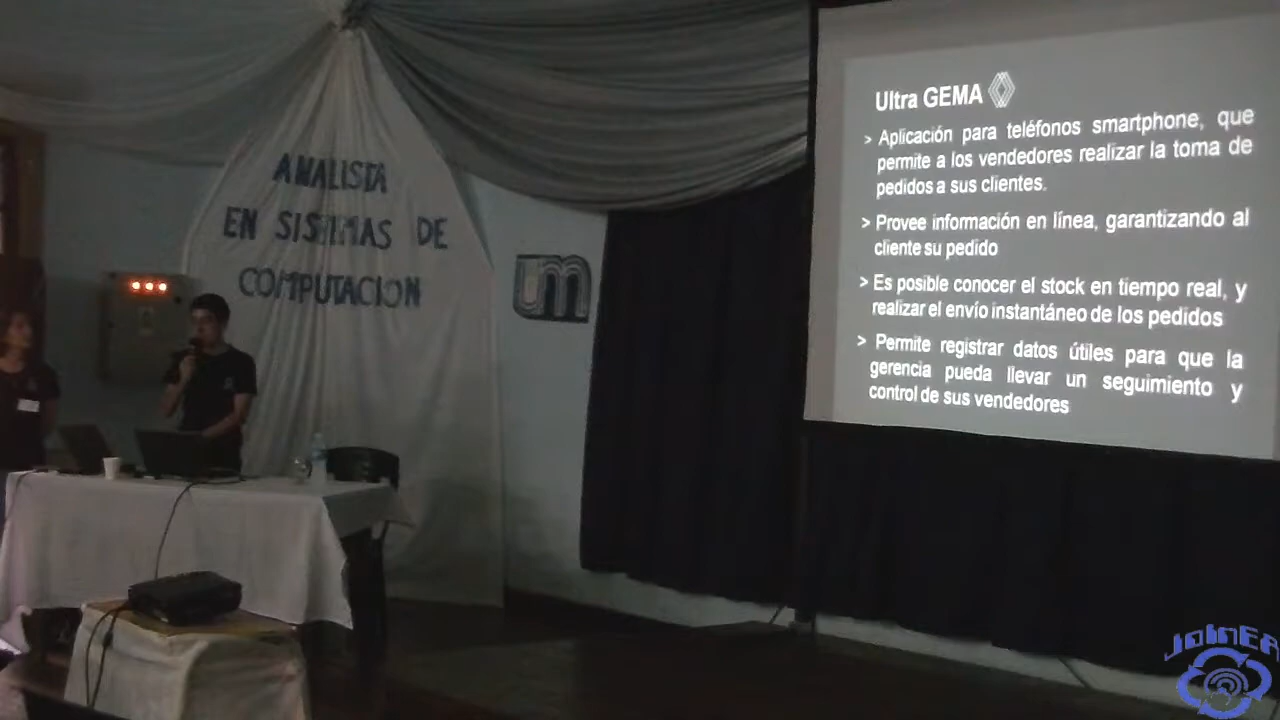 ANALISTA
EN SISTEMAS DE
COMPUTACION
um
Ultra GEMA
> Aplicación para teléfonos smartphone, que
permite a los vendedores realizar la toma de
pedidos a sus clientes.
> Provee información en línea, garantizando al
cliente su pedido
> Es posible conocer el stock en tiempo real, y
realizar el envío instantáneo de los pedidos
> Permite registrar datos útiles para que la
gerencia pueda llevar un seguimiento y
control de sus vendedores
JoInEA